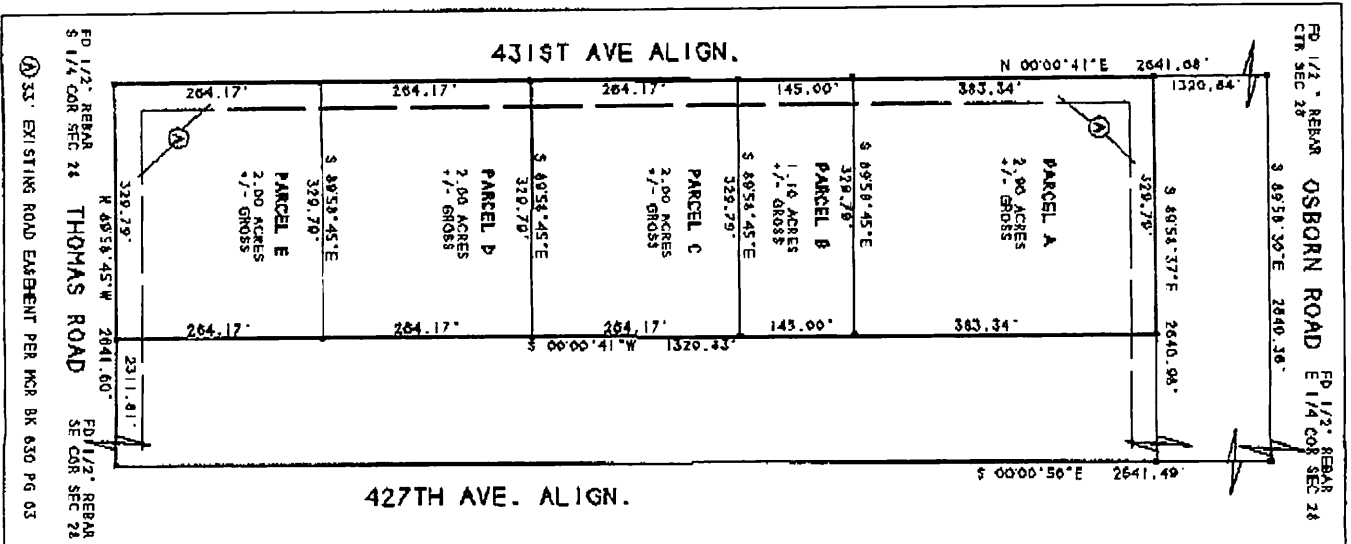 431ST AVE ALIGN.
N 00°00'41"E 2641.68'
1320.84'
264.17'
264.17'
264.17'
145.00'
383.34'
FD 1/2" REBAR
S 1/4 COR SEC 28
THOMAS ROAD
FD 1/2" REBAR
SE COR SEC 28
Ⓐ 33' EXISTING ROAD EASEMENT PER MCR BK 630 PG 63
329.79'
N 89°58'45"W 2641.60'
2311.81'
Ⓐ
PARCEL E
2.00 ACRES
+/- GROSS
S 89°58'45"E
329.79'
PARCEL D
2.00 ACRES
+/- GROSS
S 89°58'45"E
329.79'
PARCEL C
2.00 ACRES
+/- GROSS
S 89°58'45"E
329.79'
PARCEL B
1.10 ACRES
+/- GROSS
S 89°58'45"E
329.79'
PARCEL A
2.90 ACRES
+/- GROSS
Ⓐ
329.79'
S 89°58'37"E 2640.98'
S 89°58'30"E 2640.36'
FD 1/2" REBAR
CTR SEC 28
OSBORN ROAD
FD 1/2" REBAR
E 1/4 COR SEC 28
264.17'
264.17'
264.17'
145.00'
383.34'
S 00°00'41"W 1320.83'
S 00°00'56"E 2641.49'
427TH AVE. ALIGN.